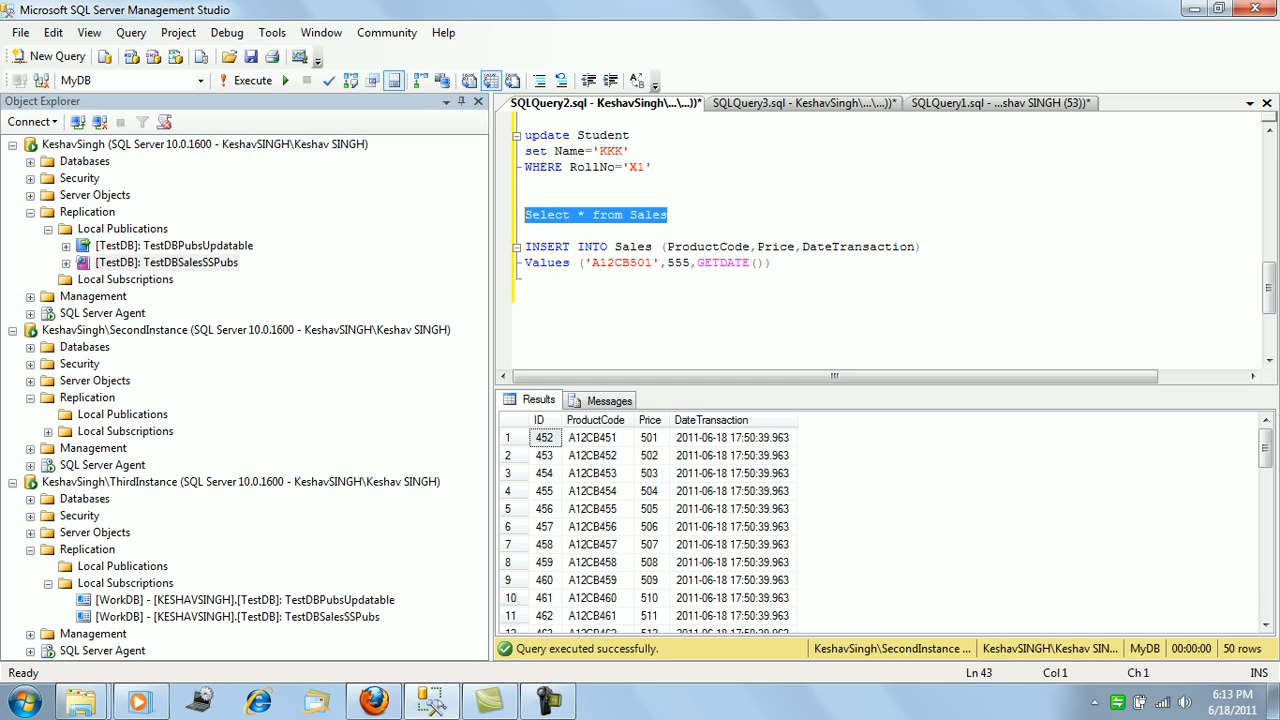 Microsoft SQL Server Management Studio
File Edit View Query Project Debug Tools Window Community Help
New Query
MyDB Execute
Object Explorer
SQLQuery2.sql - KeshavSingh\...\...))* SQLQuery3.sql - KeshavSingh\...\...))* SQLQuery1.sql - ...shav SINGH (53))*
Connect
KeshavSingh (SQL Server 10.0.1600 - KeshavSINGH\Keshav SINGH)
Databases
Security
Server Objects
Replication
Local Publications
[TestDB]: TestDBPubsUpdatable
[TestDB]: TestDBSalesSSPubs
Local Subscriptions
Management
SQL Server Agent
KeshavSingh\SecondInstance (SQL Server 10.0.1600 - KeshavSINGH\Keshav SINGH)
Databases
Security
Server Objects
Replication
Local Publications
Local Subscriptions
Management
SQL Server Agent
KeshavSingh\ThirdInstance (SQL Server 10.0.1600 - KeshavSINGH\Keshav SINGH)
Databases
Security
Server Objects
Replication
Local Publications
Local Subscriptions
[WorkDB] - [KESHAVSINGH].[TestDB]: TestDBPubsUpdatable
[WorkDB] - [KESHAVSINGH].[TestDB]: TestDBSalesSSPubs
Management
SQL Server Agent
update Student
set Name='KKK'
WHERE RollNo='X1'
Select * from Sales
INSERT INTO Sales (ProductCode,Price,DateTransaction)
Values ('A12CB501',555,GETDATE())
Results Messages
ID ProductCode Price DateTransaction
1 452 A12CB451 501 2011-06-18 17:50:39.963
2 453 A12CB452 502 2011-06-18 17:50:39.963
3 454 A12CB453 503 2011-06-18 17:50:39.963
4 455 A12CB454 504 2011-06-18 17:50:39.963
5 456 A12CB455 505 2011-06-18 17:50:39.963
6 457 A12CB456 506 2011-06-18 17:50:39.963
7 458 A12CB457 507 2011-06-18 17:50:39.963
8 459 A12CB458 508 2011-06-18 17:50:39.963
9 460 A12CB459 509 2011-06-18 17:50:39.963
10 461 A12CB460 510 2011-06-18 17:50:39.963
11 462 A12CB461 511 2011-06-18 17:50:39.963
Query executed successfully. KeshavSingh\SecondInstance ... KESHAVSINGH\Keshav SIN... MyDB 00:00:00 50 rows
Ready Ln 43 Col 1 Ch 1 INS
6:13 PM
6/18/2011